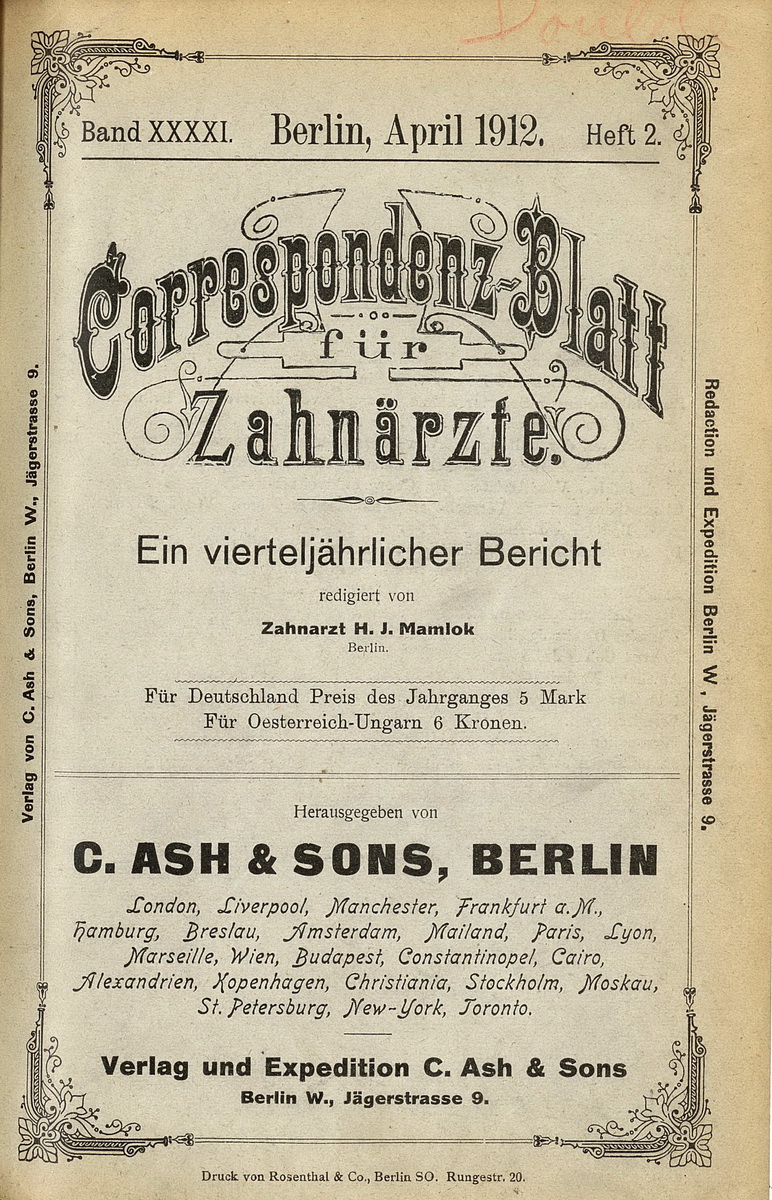 Band XXXXI. Berlin, April 1912. Heft 2.
Correspondenz-Blatt
für
Zahnärzte.
Ein vierteljährlicher Bericht
redigiert von
Zahnarzt H. J. Mamlok
Berlin.
Für Deutschland Preis des Jahrganges 5 Mark
Für Oesterreich-Ungarn 6 Kronen.
Herausgegeben von
C. ASH & SONS, BERLIN
London, Liverpool, Manchester, Frankfurt a.M.,
Hamburg, Breslau, Amsterdam, Mailand, Paris, Lyon,
Marseille, Wien, Budapest, Constantinopel, Cairo,
Alexandrien, Kopenhagen, Christiania, Stockholm, Moskau,
St. Petersburg, New-York, Toronto.
Verlag und Expedition C. Ash & Sons
Berlin W., Jägerstrasse 9.
Verlag von C. Ash & Sons, Berlin W., Jägerstrasse 9.
Redaction und Expedition Berlin W., Jägerstrasse 9.
Druck von Rosenthal & Co., Berlin SO. Rungestr. 20.